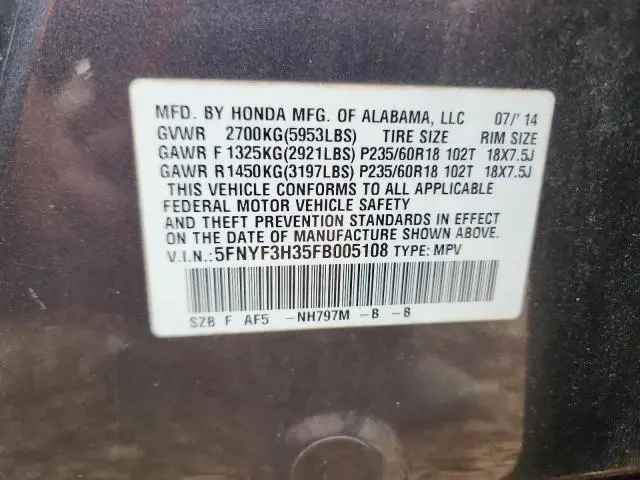 MFD. BY HONDA MFG. OF ALABAMA, LLC 07/'14
GVWR 2700KG(5953LBS) TIRE SIZE RIM SIZE
GAWR F 1325KG(2921LBS) P235/60R18 102T 18X7.5J
GAWR R1450KG(3197LBS) P235/60R18 102T 18X7.5J
THIS VEHICLE CONFORMS TO ALL APPLICABLE
FEDERAL MOTOR VEHICLE SAFETY
AND THEFT PREVENTION STANDARDS IN EFFECT
ON THE DATE OF MANUFACTURE SHOWN ABOVE.
V.I.N.:5FNYF3H35FB005108 TYPE: MPV
SZB F AF5 -NH797M -B -B